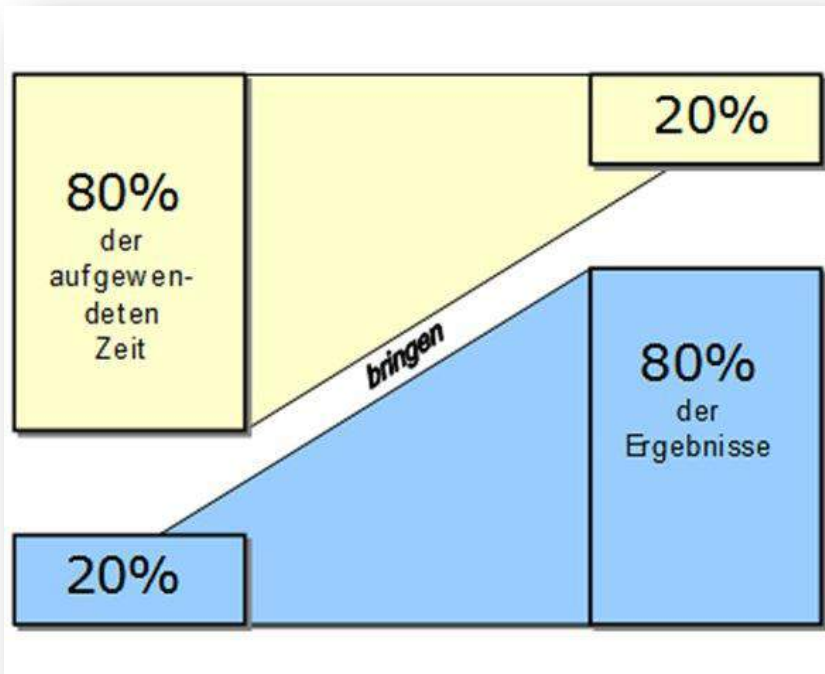 80%
der
aufgewen-
deten
Zeit
20%
bringen
20%
80%
der
Ergebnisse